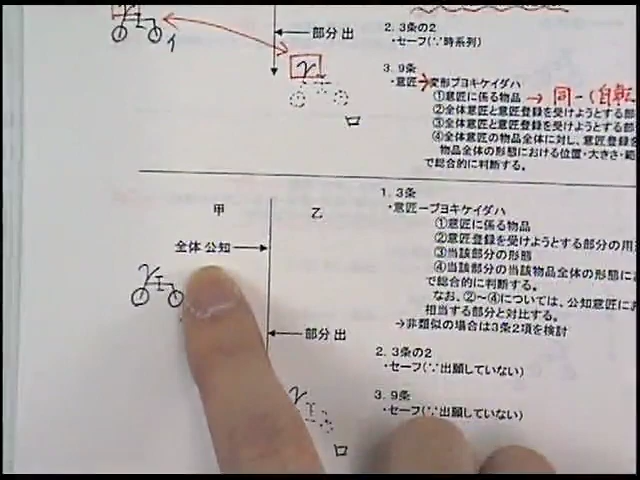 イ
部分 出
ロ
2. 3条の2
・セーフ(∵時系列)
3. 9条
・意匠→変形プヨキケイダハ
①意匠に係る物品 → 同一(自転
②全体意匠と意匠登録を受けようとする部
③全体意匠と意匠登録を受けようとする部
④全体意匠の物品全体に対し、意匠登録を
物品全体の形態における位置・大きさ・範
で総合的に判断する。
甲
乙
全体 公知
部分 出
ロ
1. 3条
・意匠ープヨキケイダハ
①意匠に係る物品
②意匠登録を受けようとする部分の用
③当該部分の形態
④当該部分の当該物品全体の形態に
で総合的に判断する。
なお、②～④については、公知意匠に
相当する部分と対比する。
→非類似の場合は3条2項を検討
2. 3条の2
・セーフ(∵出願していない)
3. 9条
・セーフ(∵出願していない)